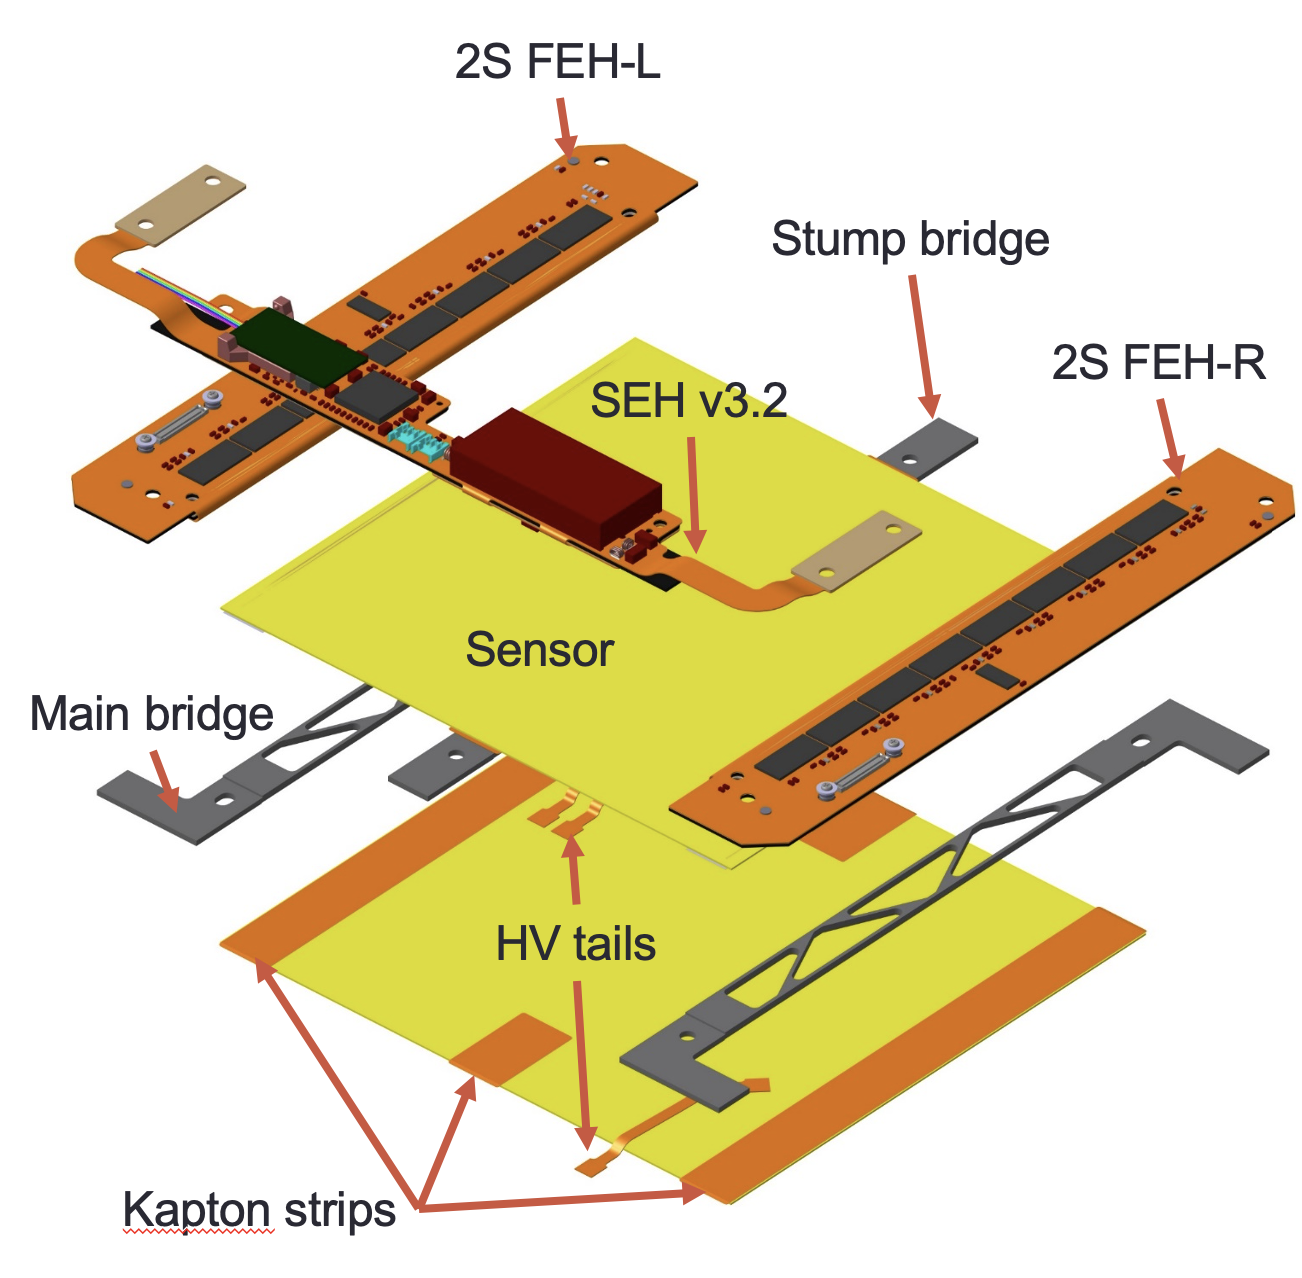 2S FEH-L
Stump bridge
2S FEH-R
SEH v3.2
Sensor
Main bridge
HV tails
Kapton strips